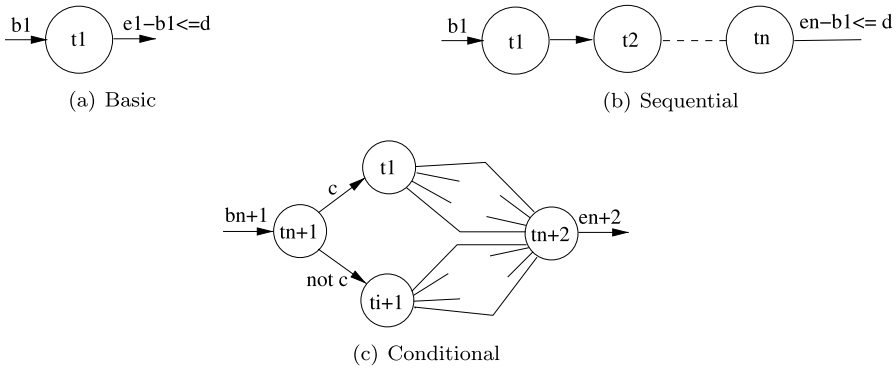 b1 t1 e1−b1<=d
(a) Basic
b1 t1 t2 tn en−b1<= d
(b) Sequential
t1
c
bn+1 tn+1 tn+2 en+2
not c
ti+1
(c) Conditional